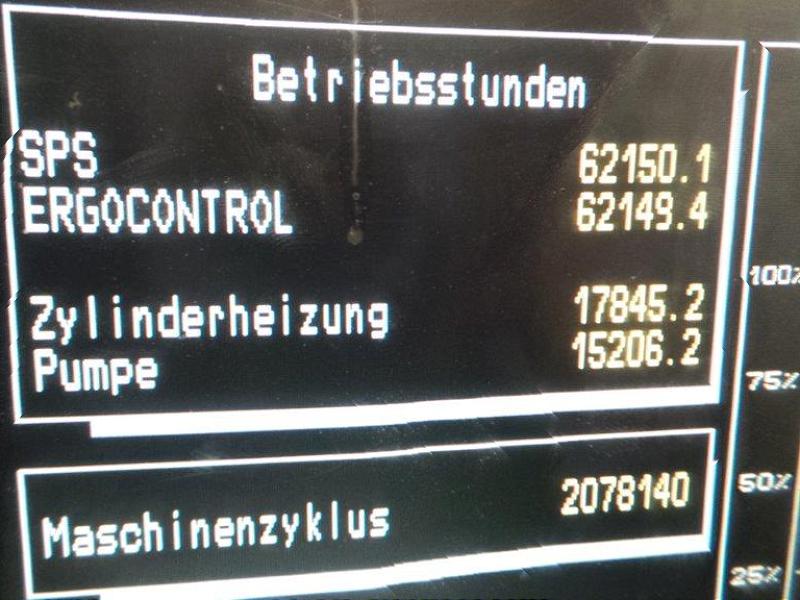 Betriebsstunden
SPS 62150.1
ERGOCONTROL 62149.4
Zylinderheizung 17845.2
Pumpe 15206.2
Maschinenzyklus 2078140
100%
75%
50%
25%